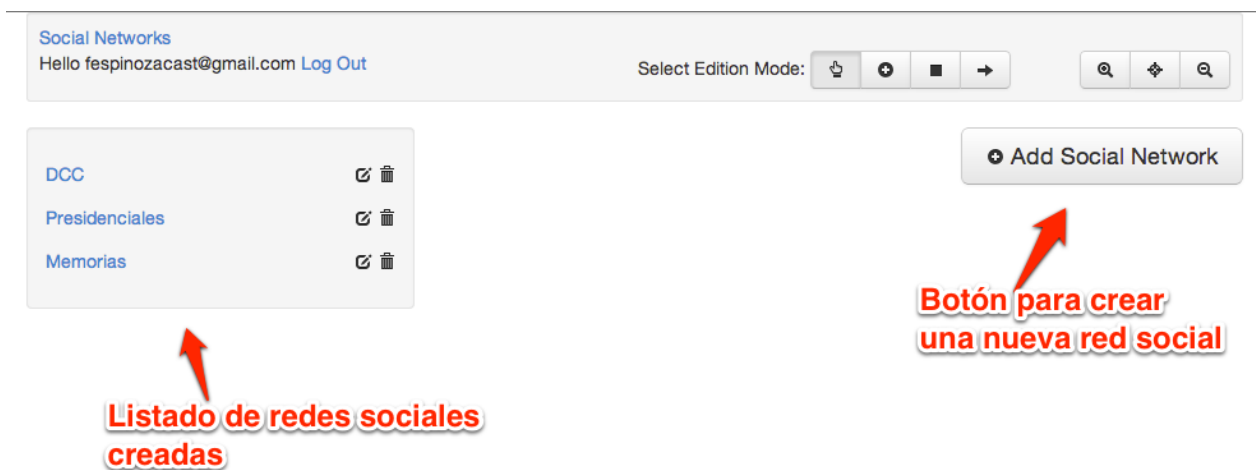 Social Networks
Hello fespinozacast@gmail.com Log Out
Select Edition Mode:
Add Social Network
DCC
Presidenciales
Memorias
Botón para crear
una nueva red social
Listado de redes sociales
creadas